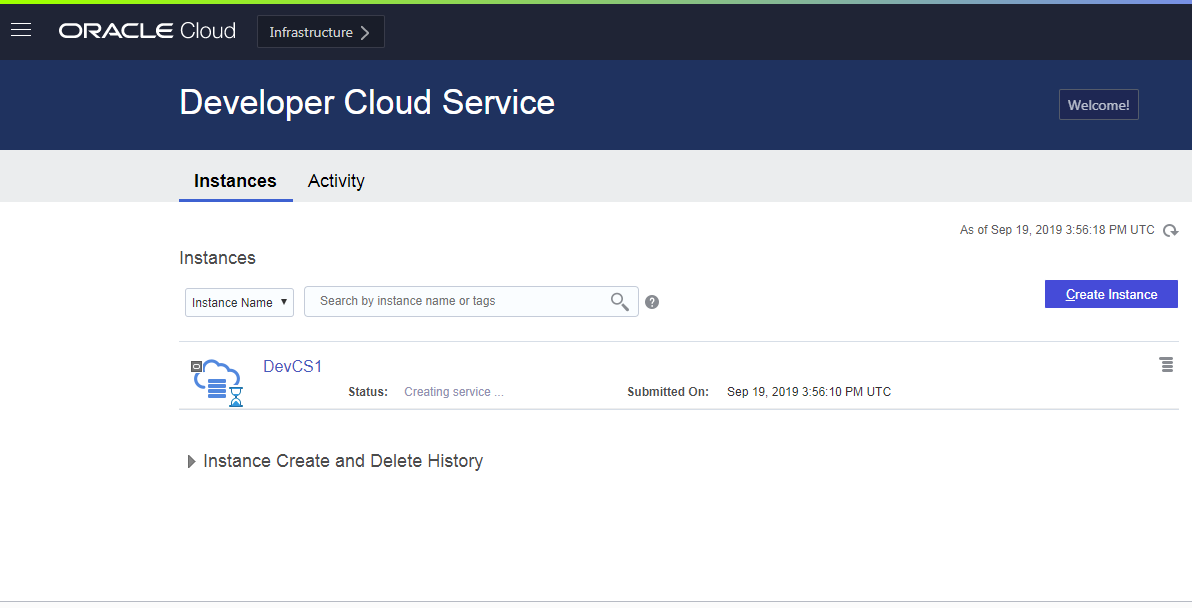 ORACLE Cloud Infrastructure
Developer Cloud Service
Welcome!
Instances Activity
As of Sep 19, 2019 3:56:18 PM UTC
Instances
Instance Name Search by instance name or tags ?
Create Instance
DevCS1
Status: Creating service ... Submitted On: Sep 19, 2019 3:56:10 PM UTC
Instance Create and Delete History